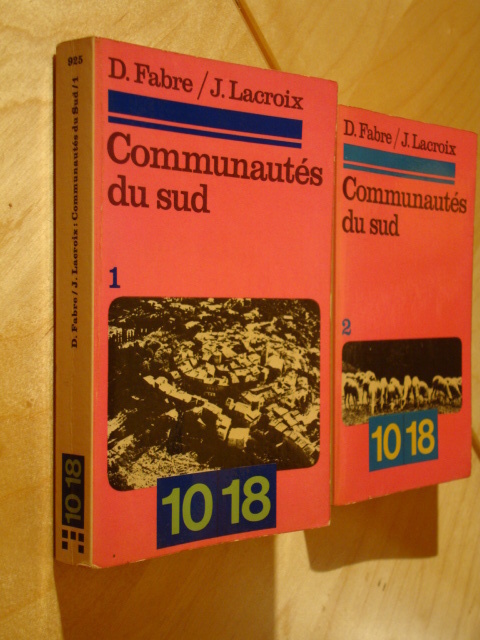 925
D. Fabre/J. Lacroix: Communautés du Sud/1
10 18
D. Fabre/J. Lacroix
Communautés
du sud
1
10 18
D. Fabre/J. Lacroix
Communautés
du sud
2
10 18